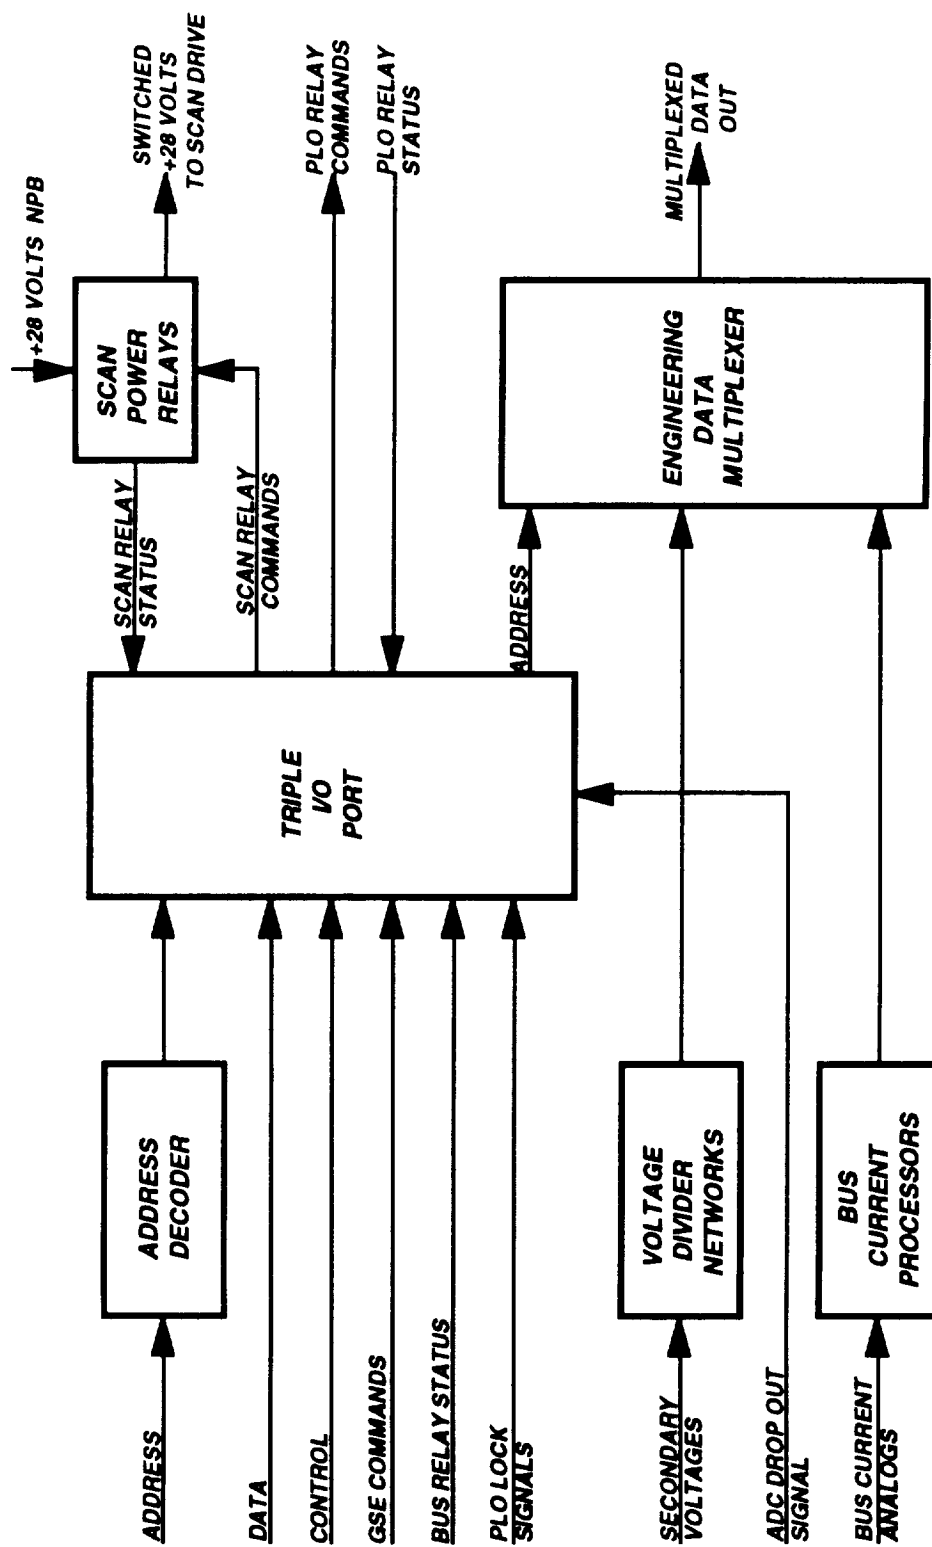 ADDRESS
DATA
CONTROL
GSE COMMANDS
BUS RELAY STATUS
PLO LOCK
SIGNALS
SECONDARY
VOLTAGES
ADC DROP OUT
SIGNAL
BUS CURRENT
ANALOGS
ADDRESS
DECODER
VOLTAGE
DIVIDER
NETWORKS
BUS
CURRENT
PROCESSORS
TRIPLE
I/O
PORT
SCAN RELAY
STATUS
SCAN RELAY
COMMANDS
ADDRESS
SCAN
POWER
RELAYS
+28 VOLTS NPB
ENGINEERING
DATA
MULTIPLEXER
SWITCHED
+28 VOLTS
TO SCAN DRIVE
PLO RELAY
COMMANDS
PLO RELAY
STATUS
MULTIPLEXED
DATA
OUT